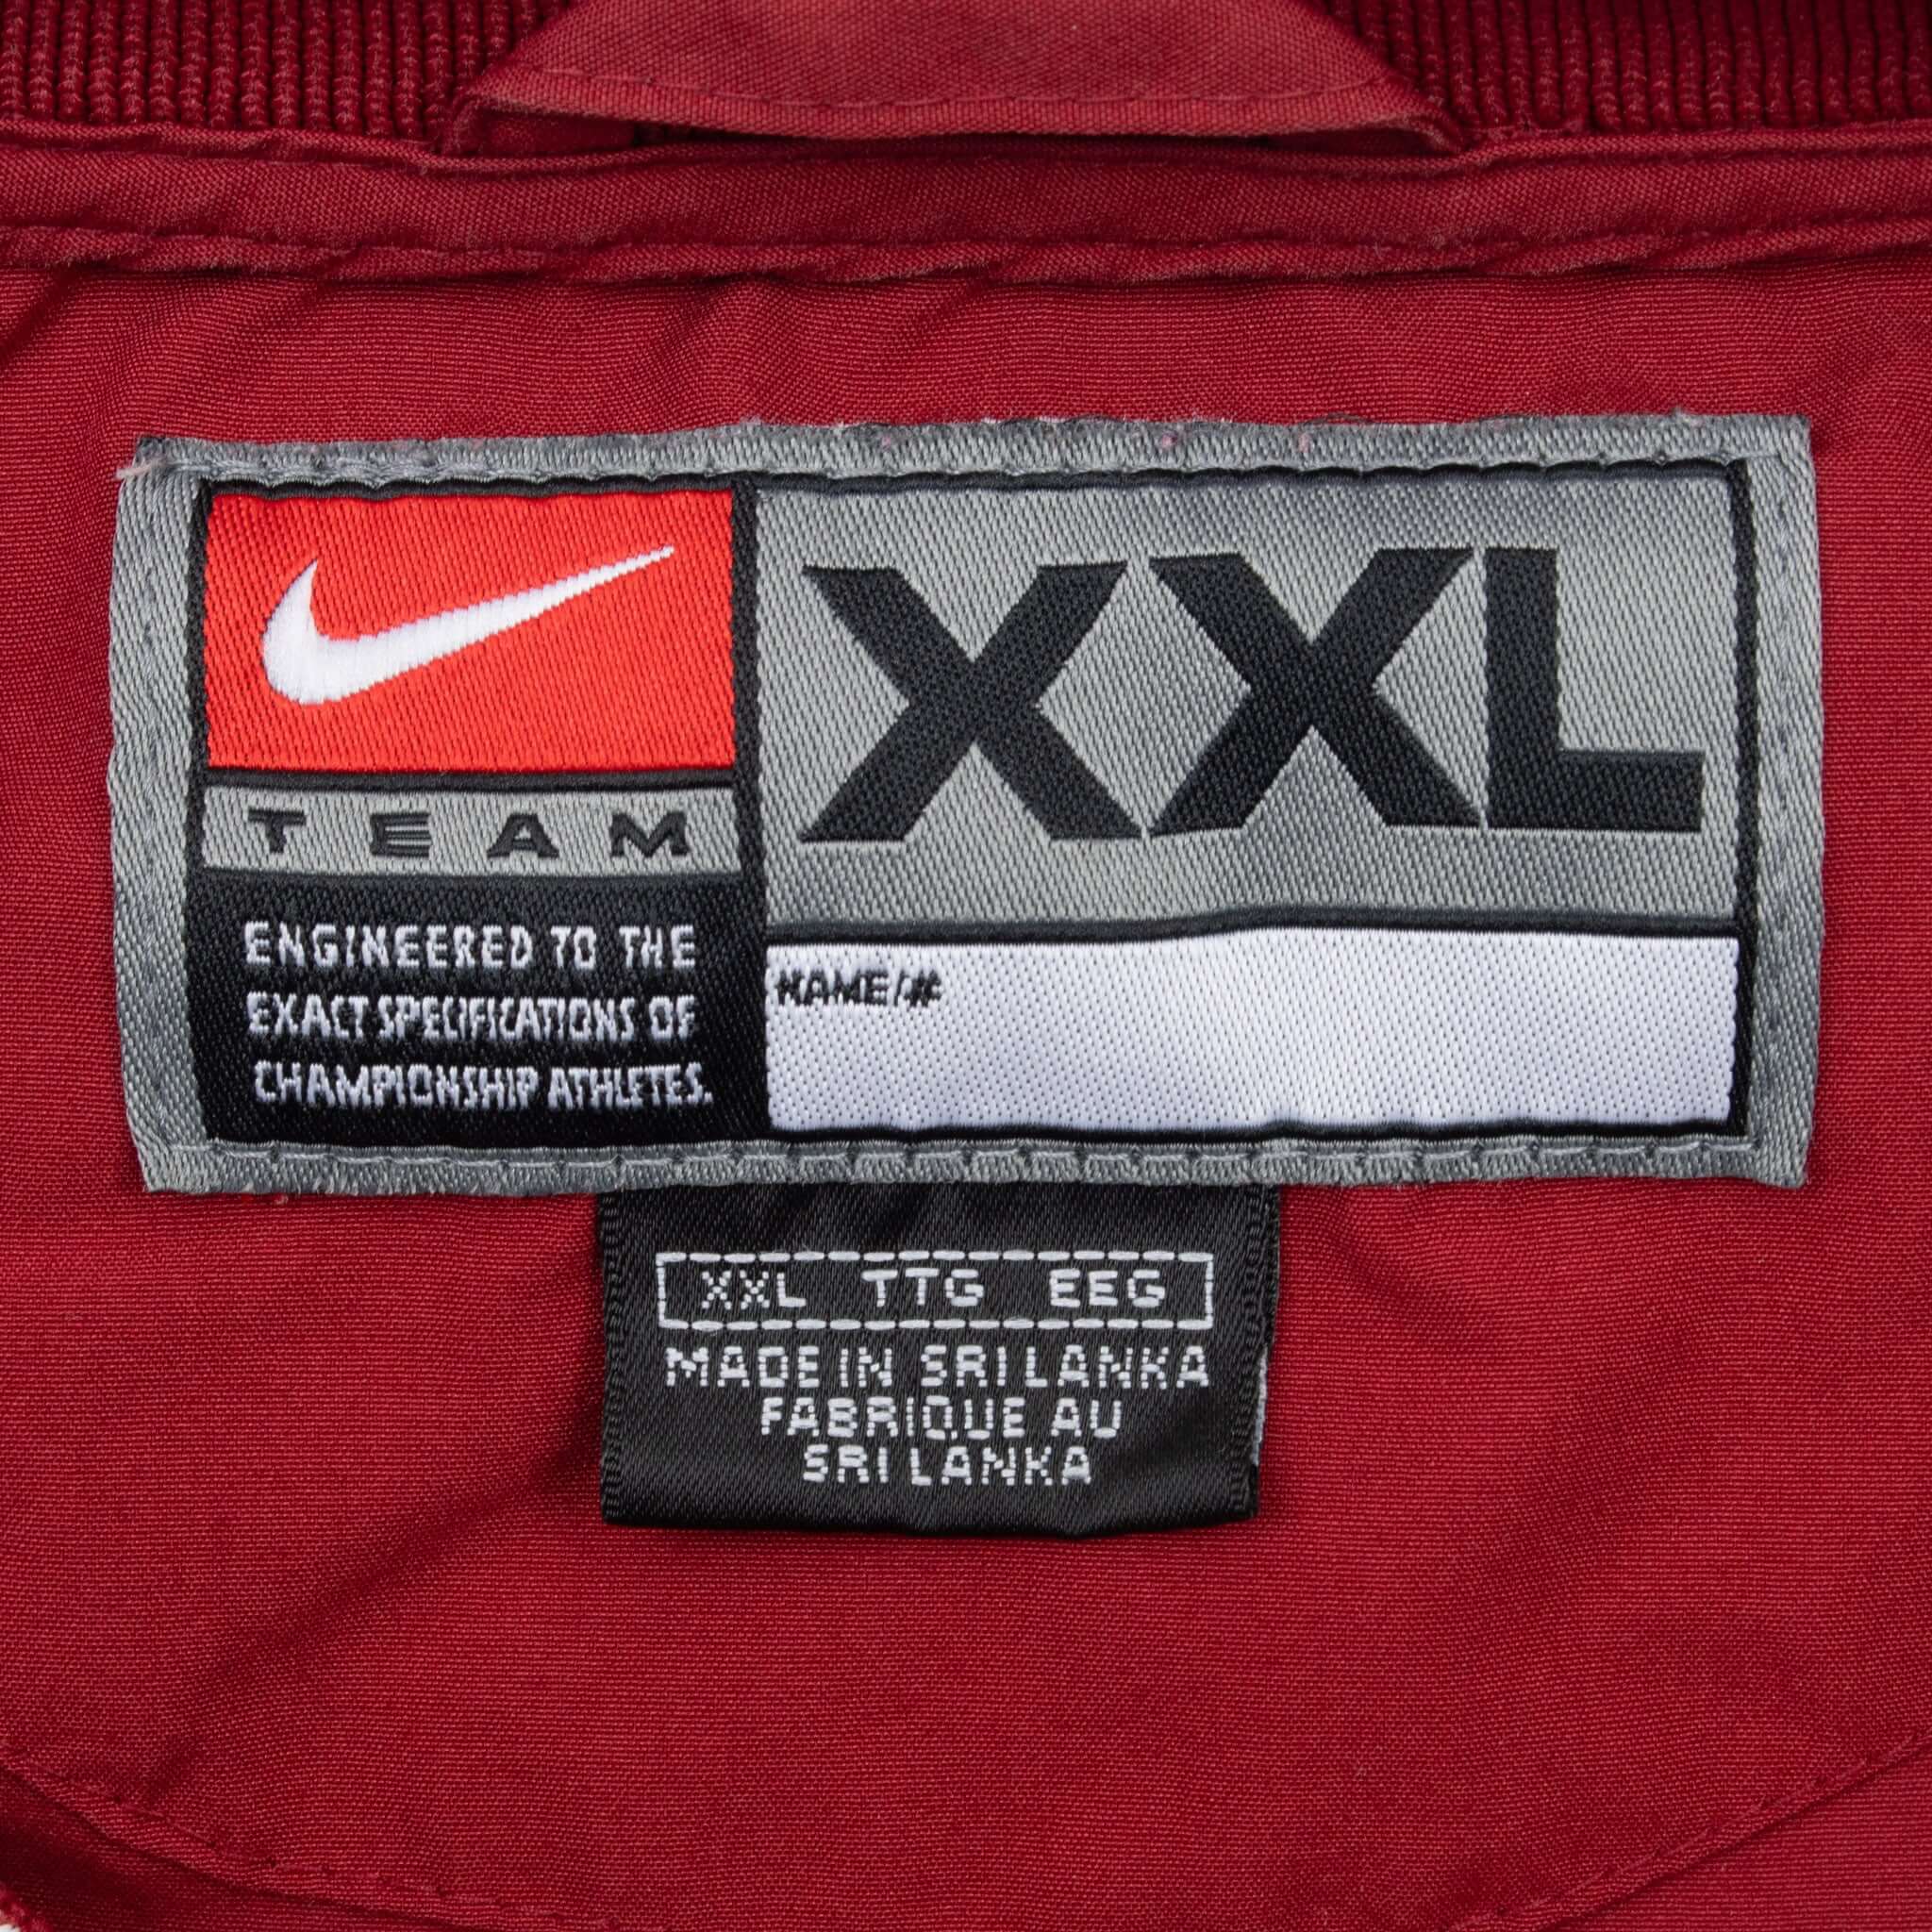 TEAM
ENGINEERED TO THE
EXACT SPECIFICATIONS OF
CHAMPIONSHIP ATHLETES.
XXL
NAME/#
XXL TTG EEG
MADE IN SRI LANKA
FABRIQUE AU
SRI LANKA